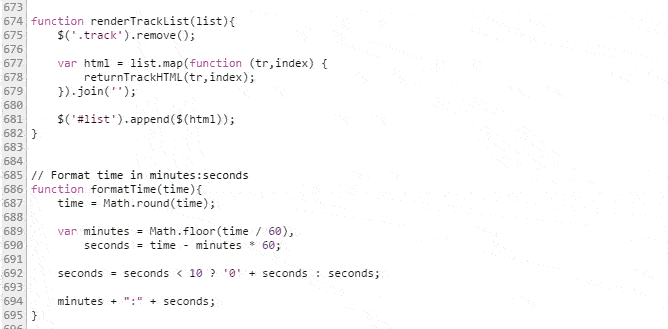 673
674 function renderTrackList(list){
675     $('.track').remove();
676
677     var html = list.map(function (tr,index) {
678         returnTrackHTML(tr,index);
679     }).join('');
680
681     $('#list').append($(html));
682 }
683
684
685 // Format time in minutes:seconds
686 function formatTime(time){
687     time = Math.round(time);
688
689     var minutes = Math.floor(time / 60),
690         seconds = time - minutes * 60;
691
692     seconds = seconds < 10 ? '0' + seconds : seconds;
693
694     minutes + ":" + seconds;
695 }
696